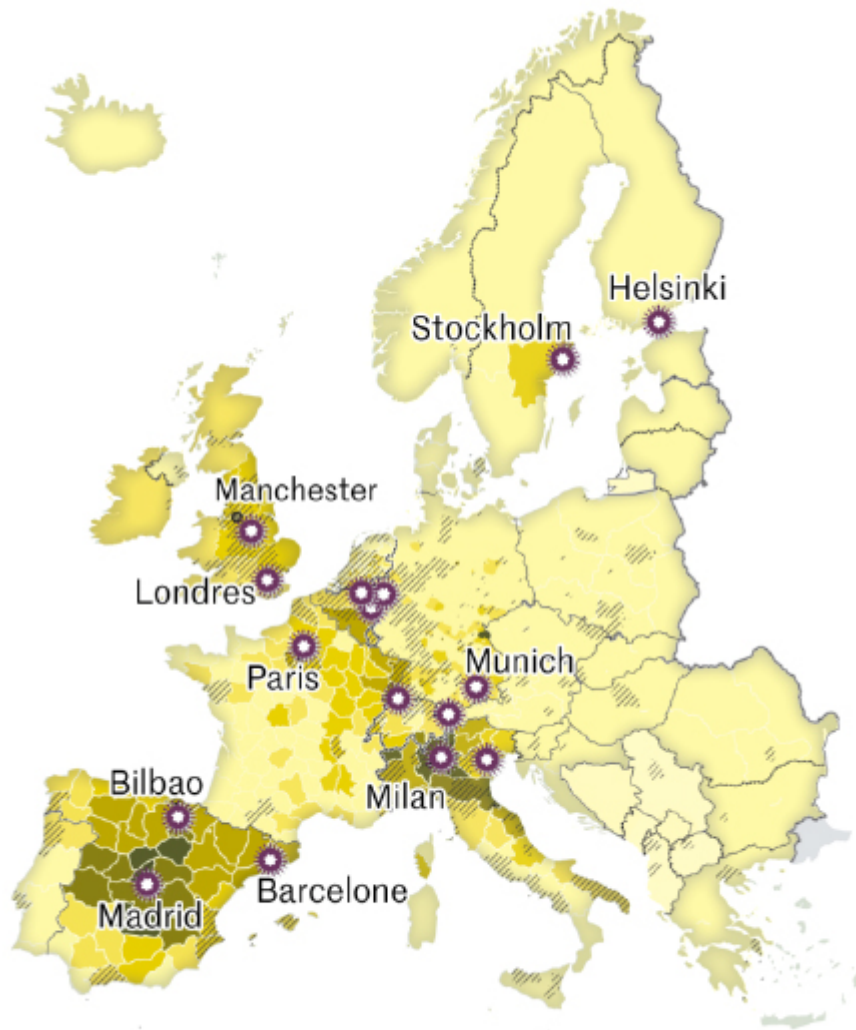 Helsinki
Stockholm
Manchester
Londres
Paris
Munich
Bilbao
Milan
Barcelone
Madrid